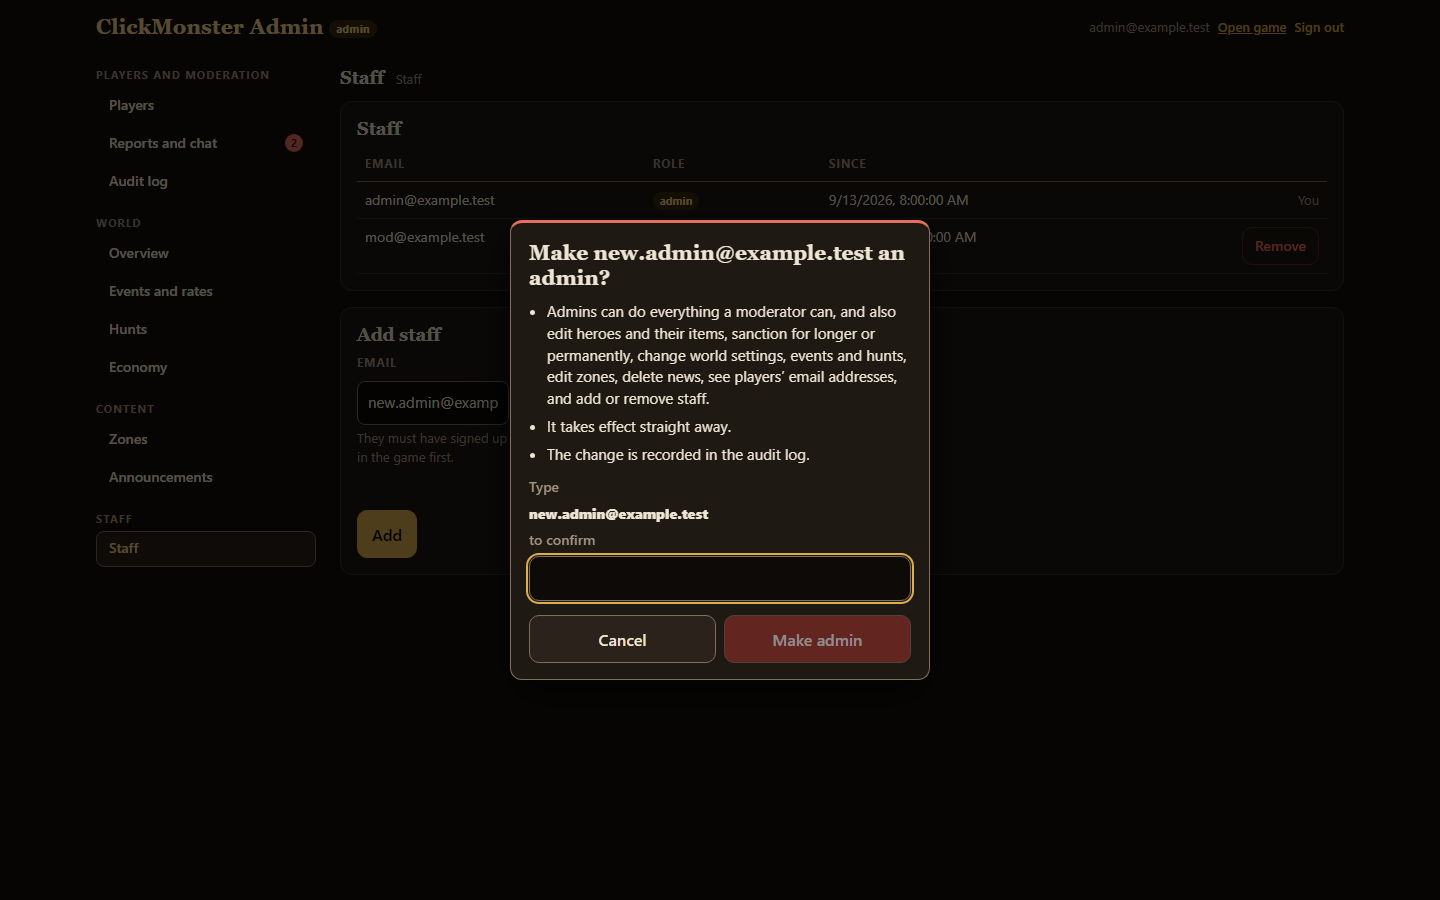 ClickMonster Admin admin
admin@example.test Open game Sign out
PLAYERS AND MODERATION
Players
Reports and chat 2
Audit log
WORLD
Overview
Events and rates
Hunts
Economy
CONTENT
Zones
Announcements
STAFF
Staff
Staff Staff
Staff
EMAIL ROLE SINCE
admin@example.test admin 9/13/2026, 8:00:00 AM You
mod@example.test AM Remove
Add staff
EMAIL
new.admin@examp
They must have signed up
in the game first.
Add
Make new.admin@example.test an
admin?
• Admins can do everything a moderator can, and also
edit heroes and their items, sanction for longer or
permanently, change world settings, events and hunts,
edit zones, delete news, see players’ email addresses,
and add or remove staff.
• It takes effect straight away.
• The change is recorded in the audit log.
Type
new.admin@example.test
to confirm
Cancel Make admin